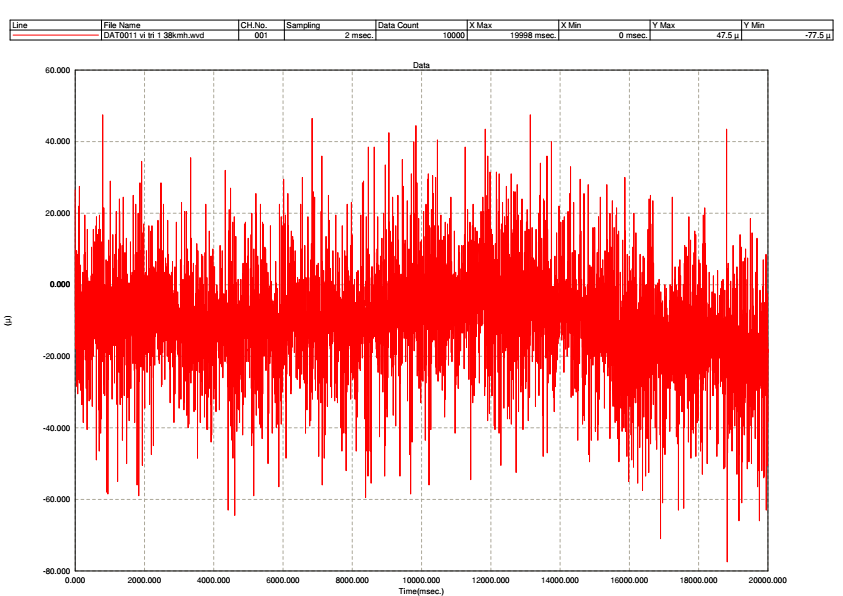 Line File Name CH.No. Sampling Data Count X Max X Min Y Max Y Min
DAT0011 vi tri 1 38kmh.wvd 001 2 msec. 10000 19998 msec. 0 msec. 47.5 µ -77.5 µ
Data
60.000
40.000
20.000
0.000
-20.000
-40.000
-60.000
-80.000
(µ)
0.000 2000.000 4000.000 6000.000 8000.000 10000.000 12000.000 14000.000 16000.000 18000.000 20000.000
Time(msec.)